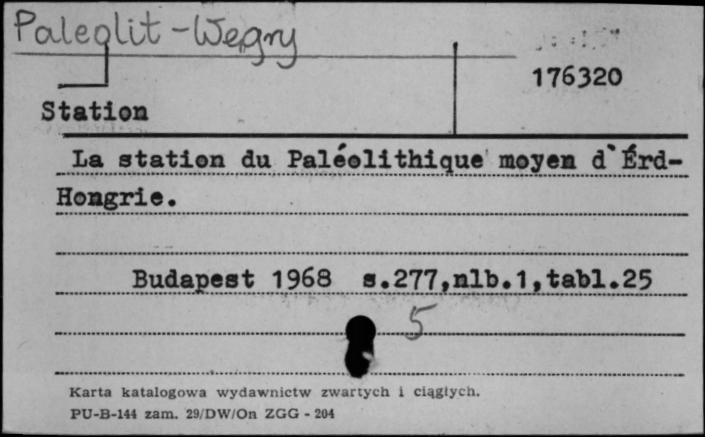 Paleolit-Węgry
176320
Station
La station du Paléolithique moyen d`Érd-
Hongrie.
Budapest 1968 s.277,nlb.1,tabl.25
5
Karta katalogowa wydawnictw zwartych i ciągłych.
PU-B-144 zam. 29/DW/On ZGG - 204